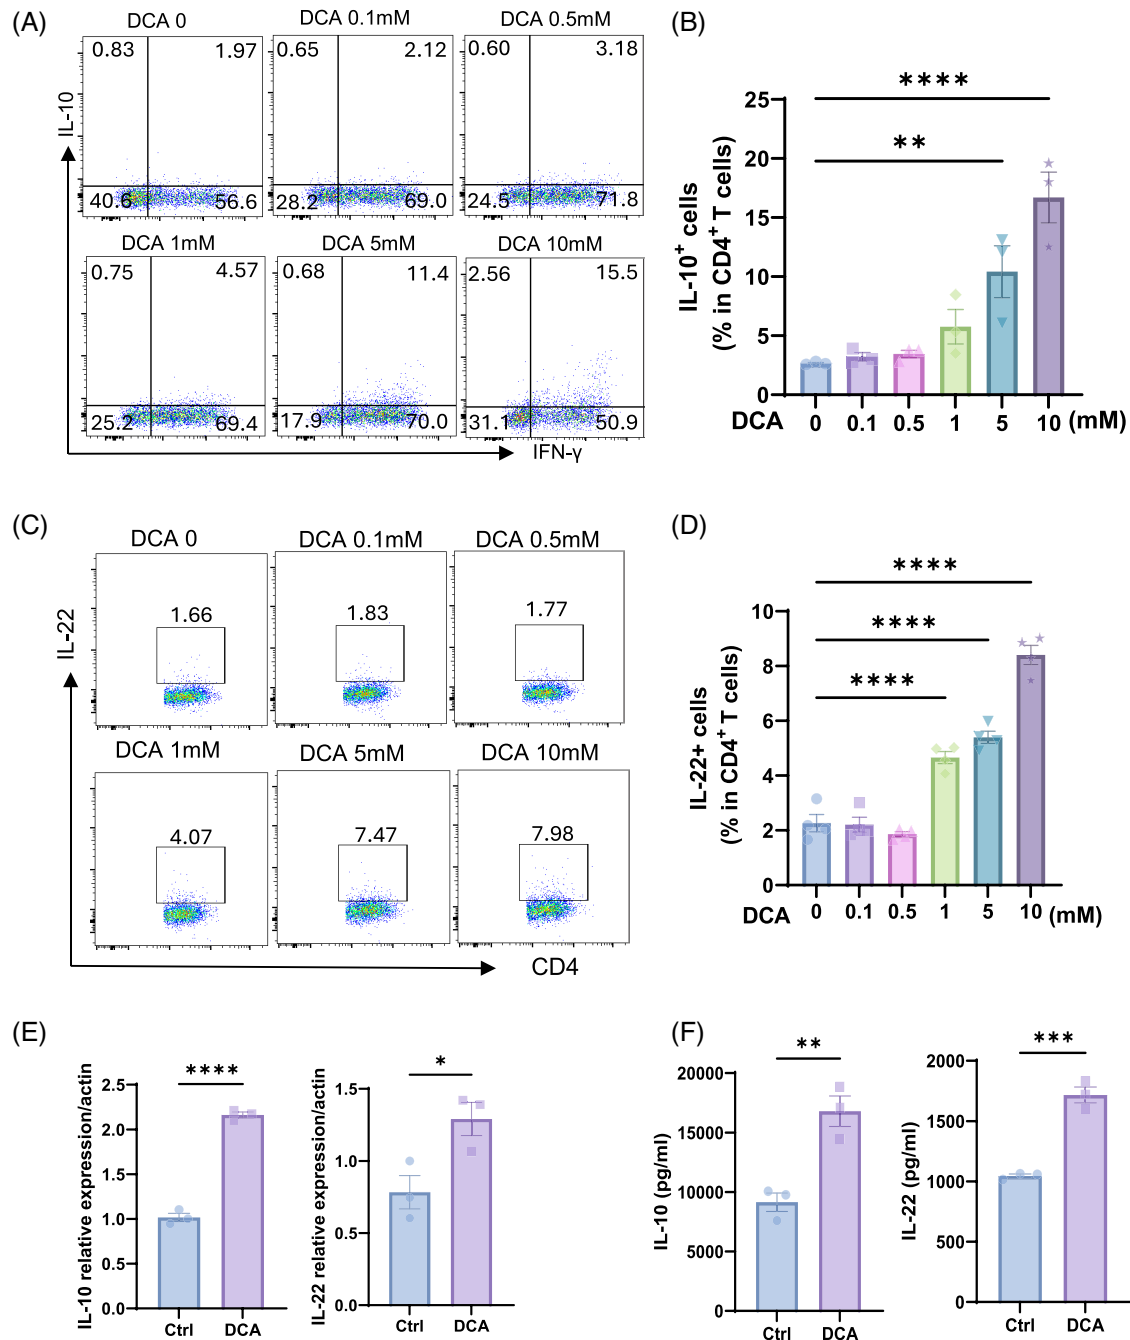 (A)
DCA 0 DCA 0.1mM DCA 0.5mM
0.83 1.97 0.65 2.12 0.60 3.18
IL-10
40.6 56.6 28.2 69.0 24.5 71.8
DCA 1mM DCA 5mM DCA 10mM
0.75 4.57 0.68 11.4 2.56 15.5
25.2 69.4 17.9 70.0 31.1 50.9
IFN-γ
(B)
**** 
**
IL-10⁺ cells
(% in CD4⁺ T cells)
25
20
15
10
5
0
DCA 0 0.1 0.5 1 5 10 (mM)
(C)
DCA 0 DCA 0.1mM DCA 0.5mM
1.66 1.83 1.77
IL-22
DCA 1mM DCA 5mM DCA 10mM
4.07 7.47 7.98
CD4
(D)
****
****
****
IL-22+ cells
(% in CD4⁺ T cells)
10
8
6
4
2
0
DCA 0 0.1 0.5 1 5 10 (mM)
(E)
****
IL-10 relative expression/actin
2.5
2.0
1.5
1.0
0.5
0.0
Ctrl DCA
*
IL-22 relative expression/actin
1.5
1.0
0.5
0.0
Ctrl DCA
(F)
**
IL-10 (pg/ml)
20000
15000
10000
5000
0
Ctrl DCA
***
IL-22 (pg/ml)
2000
1500
1000
500
0
Ctrl DCA